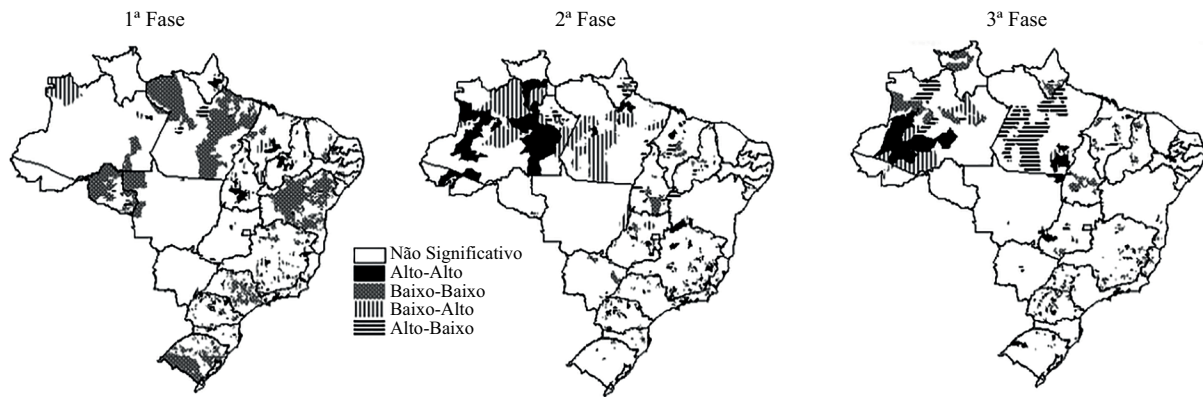 1ª Fase
2ª Fase
3ª Fase
Não Significativo
Alto-Alto
Baixo-Baixo
Baixo-Alto
Alto-Baixo